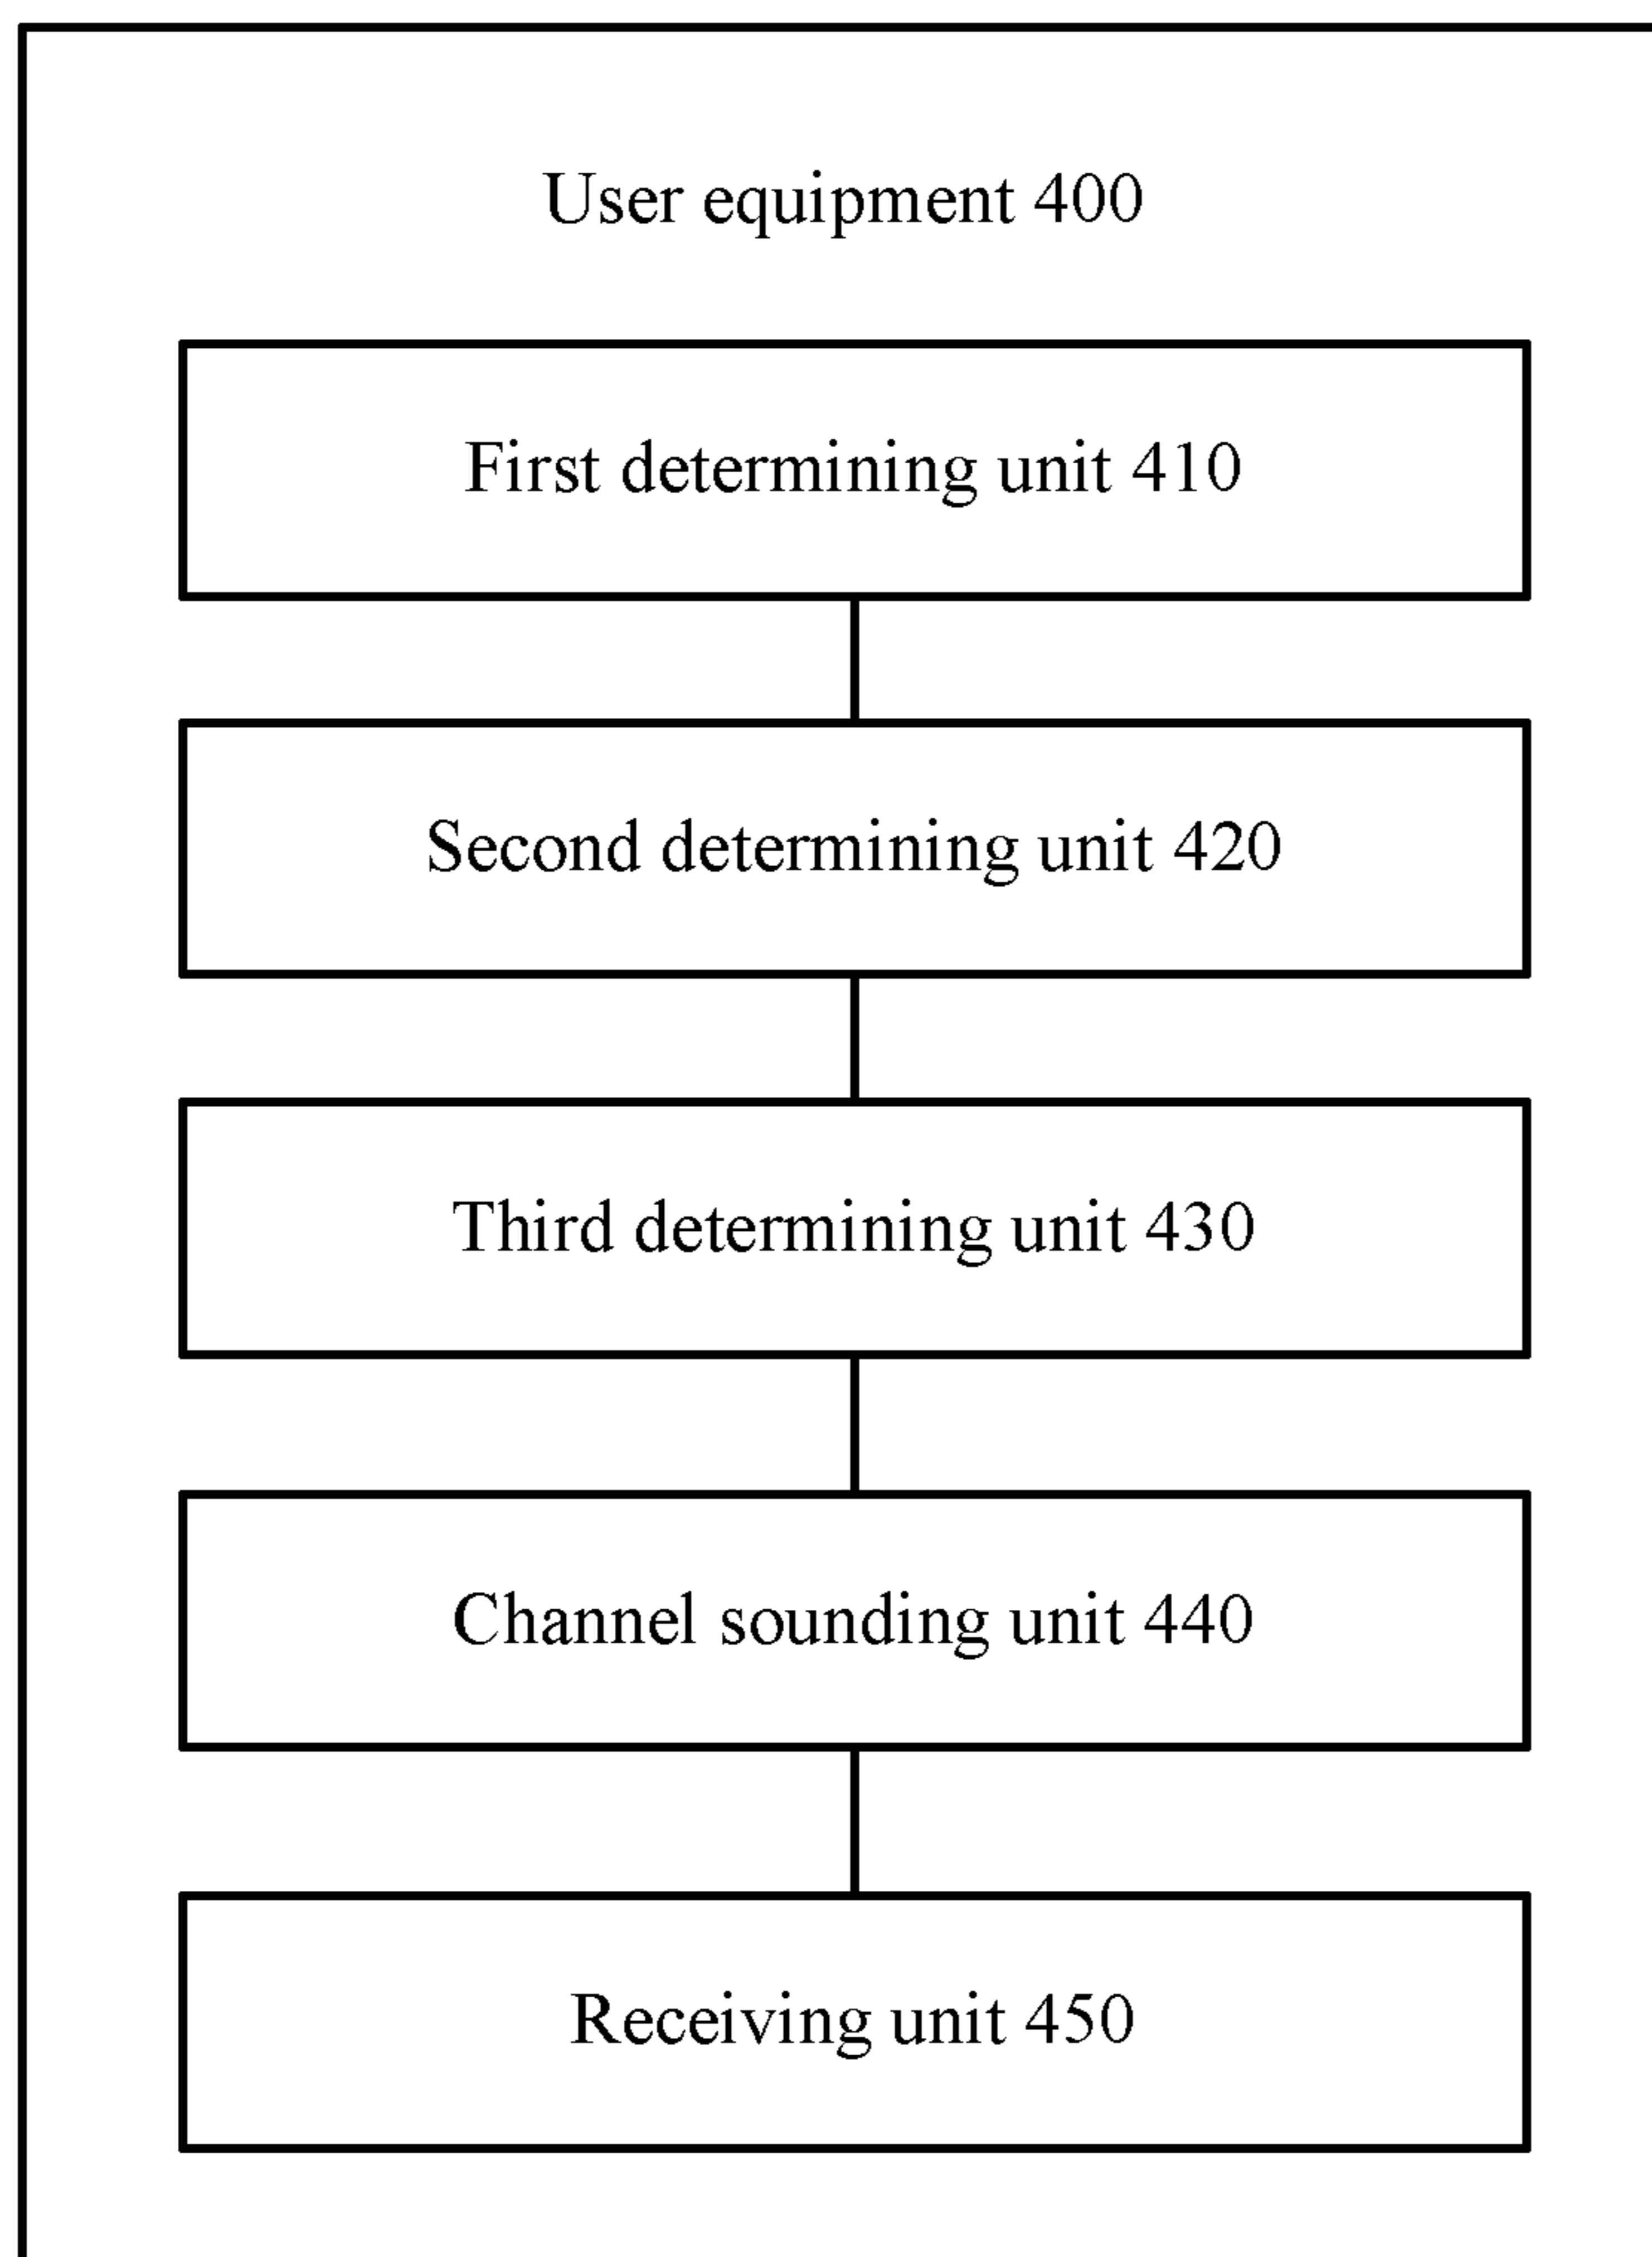 User equipment 400
First determining unit 410
Second determining unit 420
Third determining unit 430
Channel sounding unit 440
Receiving unit 450